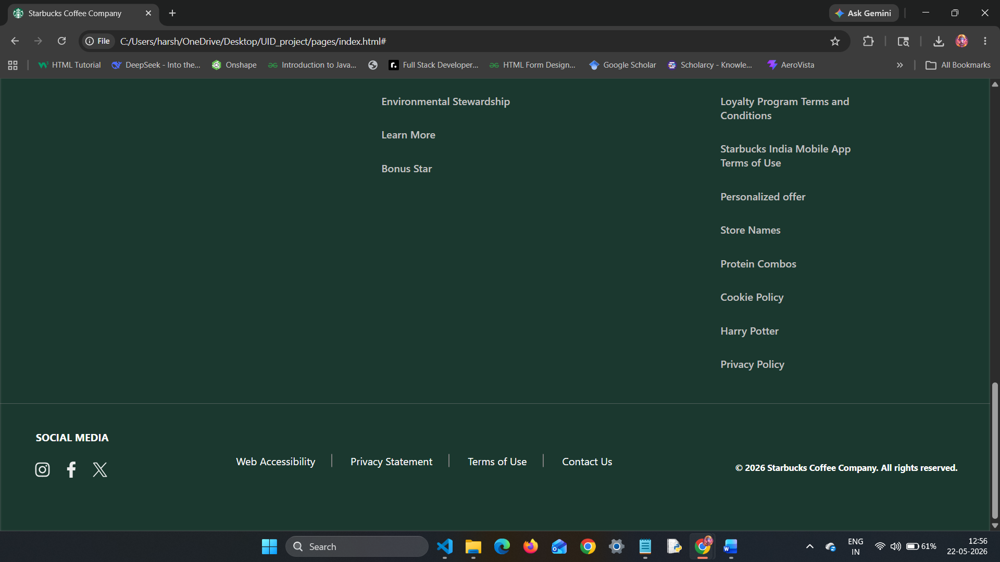 Starbucks Coffee Company
Ask Gemini
File
C:/Users/harsh/OneDrive/Desktop/UID_project/pages/index.html#
HTML Tutorial
DeepSeek - Into the...
Onshape
Introduction to Java...
Full Stack Developer...
HTML Form Design...
Google Scholar
Scholarcy - Knowle...
AeroVista
All Bookmarks
Environmental Stewardship
Learn More
Bonus Star
Loyalty Program Terms and
Conditions
Starbucks India Mobile App
Terms of Use
Personalized offer
Store Names
Protein Combos
Cookie Policy
Harry Potter
Privacy Policy
SOCIAL MEDIA
Web Accessibility
Privacy Statement
Terms of Use
Contact Us
© 2026 Starbucks Coffee Company. All rights reserved.
Search
ENG
IN
61%
12:56
22-05-2026